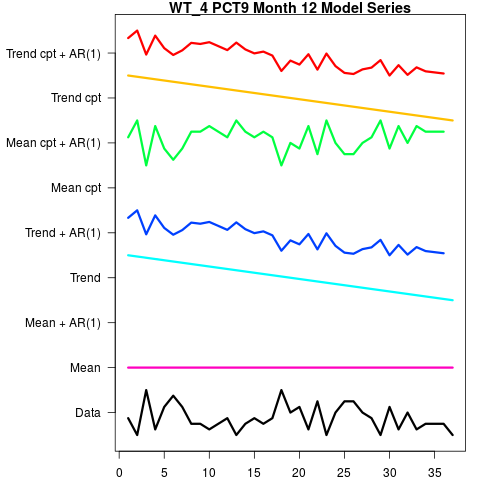 WT_4 PCT9 Month 12 Model Series
Trend cpt + AR(1)
Trend cpt
Mean cpt + AR(1)
Mean cpt
Trend + AR(1)
Trend
Mean + AR(1)
Mean
Data
0 5 10 15 20 25 30 35